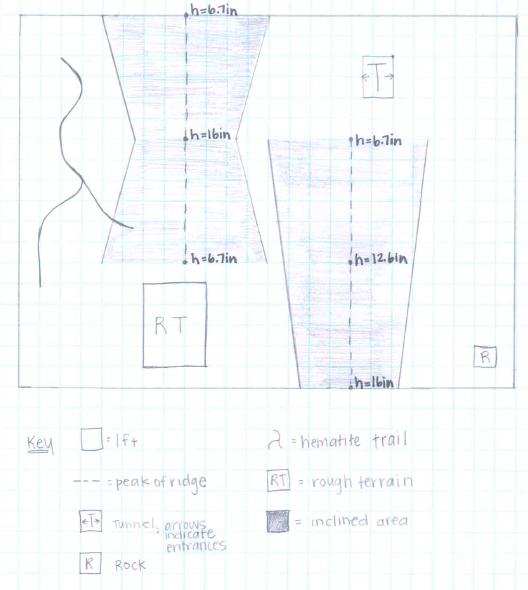 h=6.7in
T
h=16in
h=6.7in
h=6.7in
h=12.6in
RT
R
h=16in
Key
= 1ft
= hematite trail
--- = peak of ridge
RT = rough terrain
T Tunnel, arrows
indicate
entrances
= inclined area
R Rock